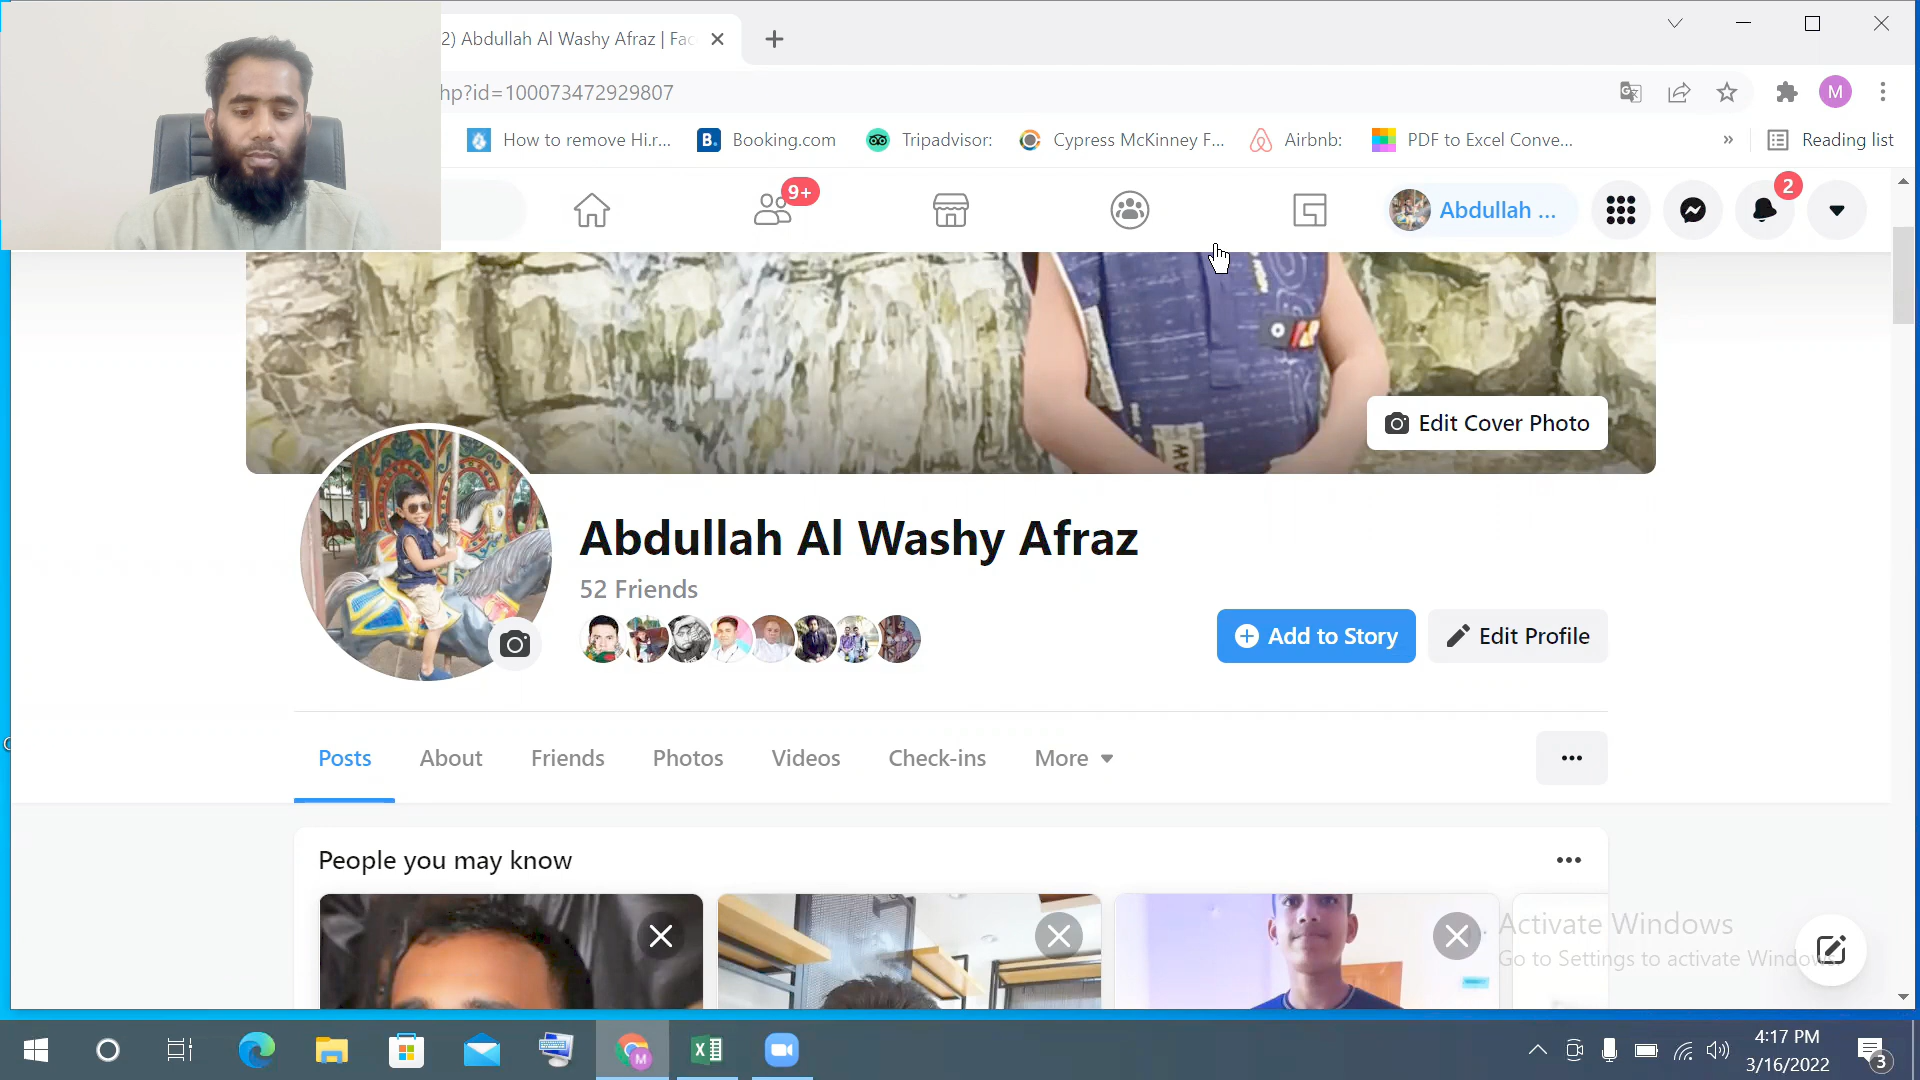 2) Abdullah Al Washy Afraz | Fac
hp?id=100073472929807
M
How to remove Hi.r...
B.
Booking.com
Tripadvisor:
Cypress McKinney F...
Airbnb:
PDF to Excel Conve...
»
Reading list
9+
Abdullah ...
2
Edit Cover Photo
Abdullah Al Washy Afraz
52 Friends
Add to Story
Edit Profile
Posts
About
Friends
Photos
Videos
Check-ins
More
People you may know
Activate Windows
Go to Settings to activate Windows
4:17 PM
3/16/2022
3